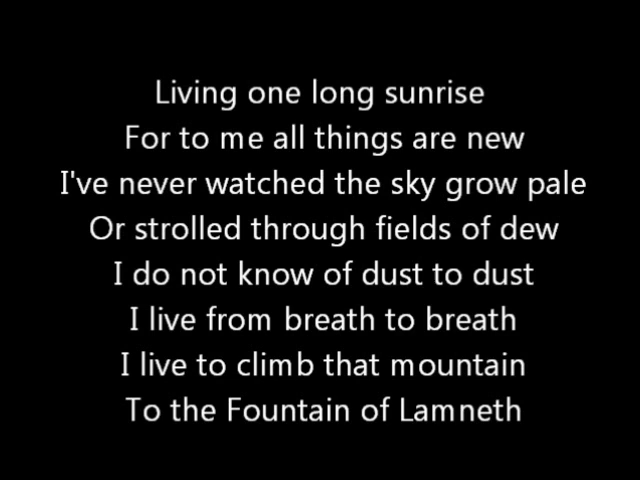 Living one long sunrise
For to me all things are new
I've never watched the sky grow pale
Or strolled through fields of dew
I do not know of dust to dust
I live from breath to breath
I live to climb that mountain
To the Fountain of Lamneth